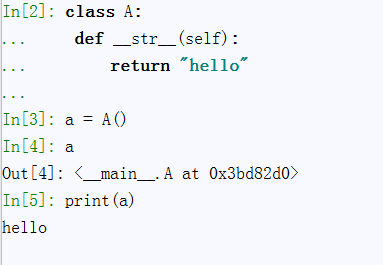 In[2]: class A:
...     def __str__(self):
...         return "hello"
...
In[3]: a = A()
In[4]: a
Out[4]: <__main__.A at 0x3bd82d0>
In[5]: print(a)
hello